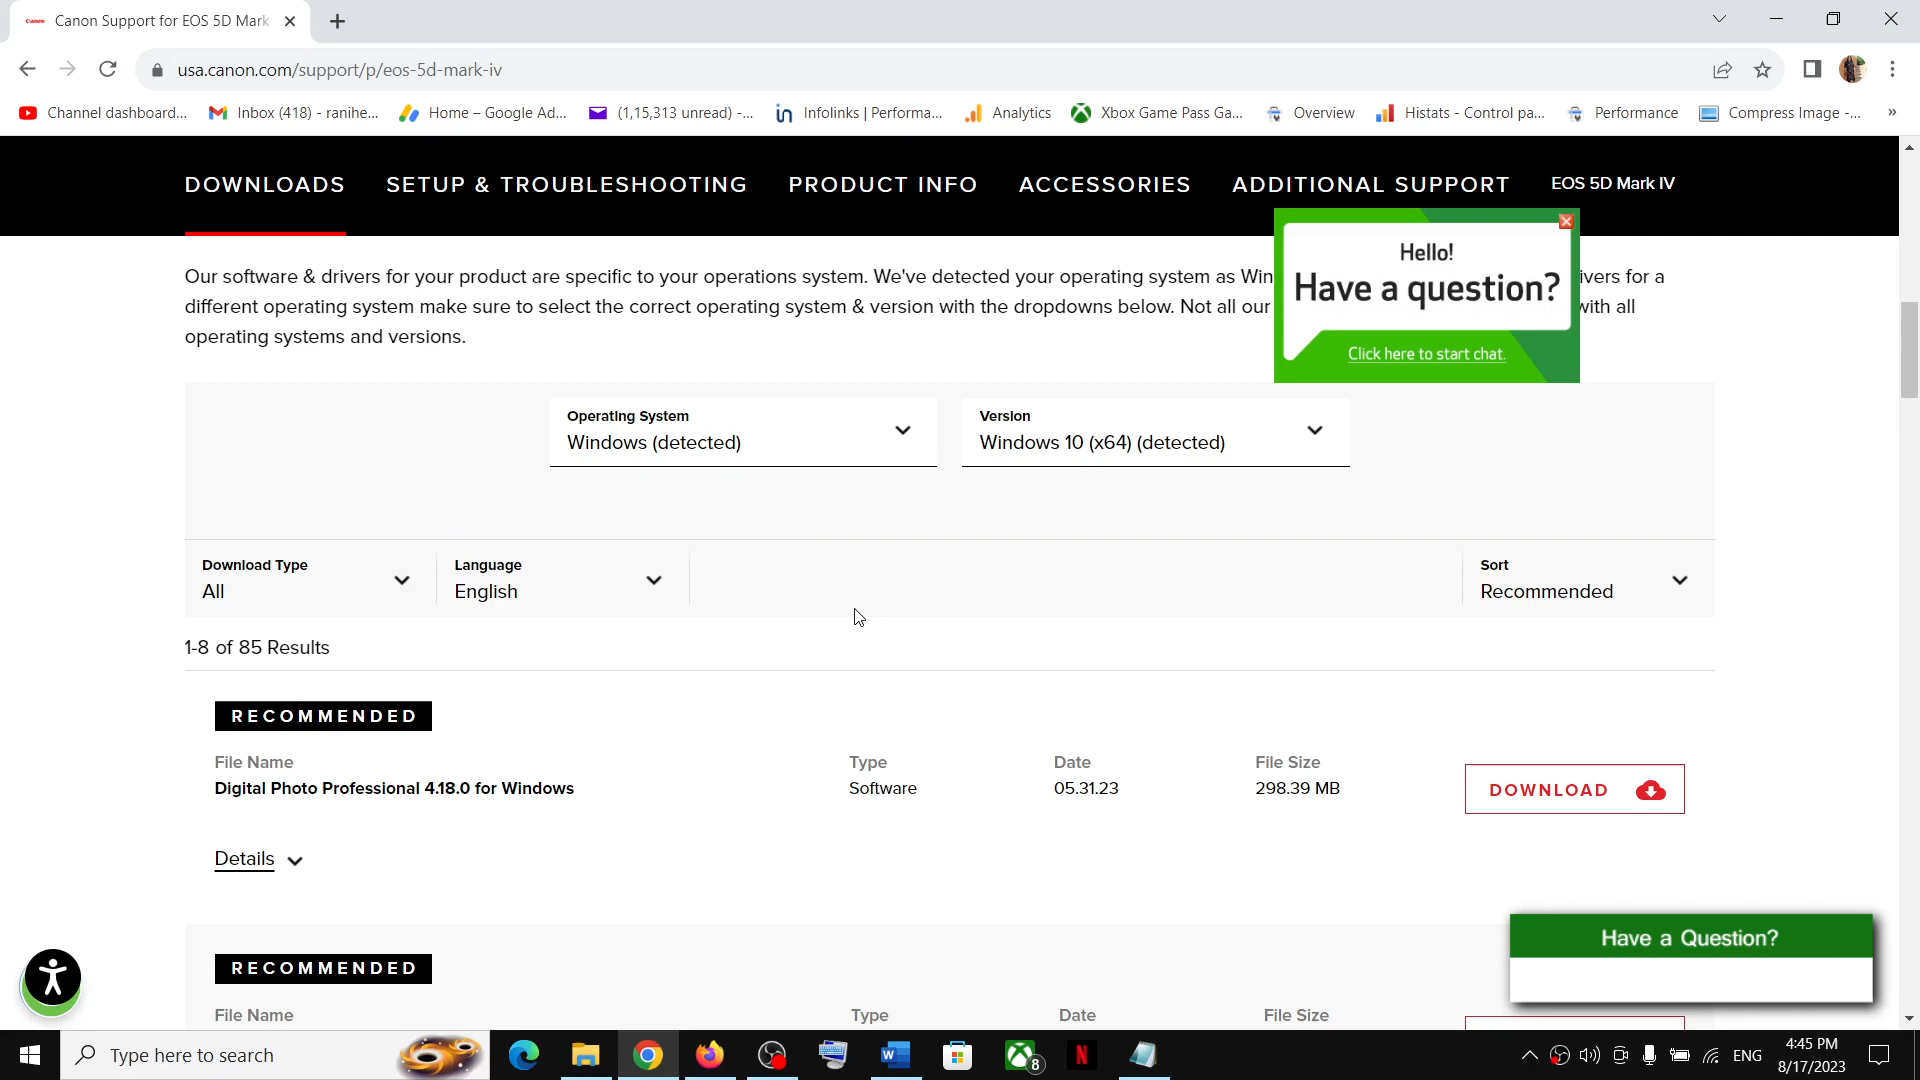 Canon Support for EOS 5D Mark
usa.canon.com/support/p/eos-5d-mark-iv
Channel dashboard...
Inbox (418) - ranihe...
Home – Google Ad...
(1,15,313 unread) -...
Infolinks | Performa...
Analytics
Xbox Game Pass Ga...
Overview
Histats - Control pa...
Performance
Compress Image -...
»
DOWNLOADS
SETUP & TROUBLESHOOTING
PRODUCT INFO
ACCESSORIES
ADDITIONAL SUPPORT
EOS 5D Mark IV
Hello!
Have a question?
Click here to start chat.
Our software & drivers for your product are specific to your operations system. We've detected your operating system as Win ivers for a
different operating system make sure to select the correct operating system & version with the dropdowns below. Not all our with all
operating systems and versions.
Operating System
Windows (detected)
Version
Windows 10 (x64) (detected)
Download Type
All
Language
English
Sort
Recommended
1-8 of 85 Results
RECOMMENDED
File Name
Type
Date
File Size
Digital Photo Professional 4.18.0 for Windows
Software
05.31.23
298.39 MB
DOWNLOAD
Details
Have a Question?
RECOMMENDED
File Name
Type
Date
File Size
Type here to search
8
ENG
4:45 PM
8/17/2023